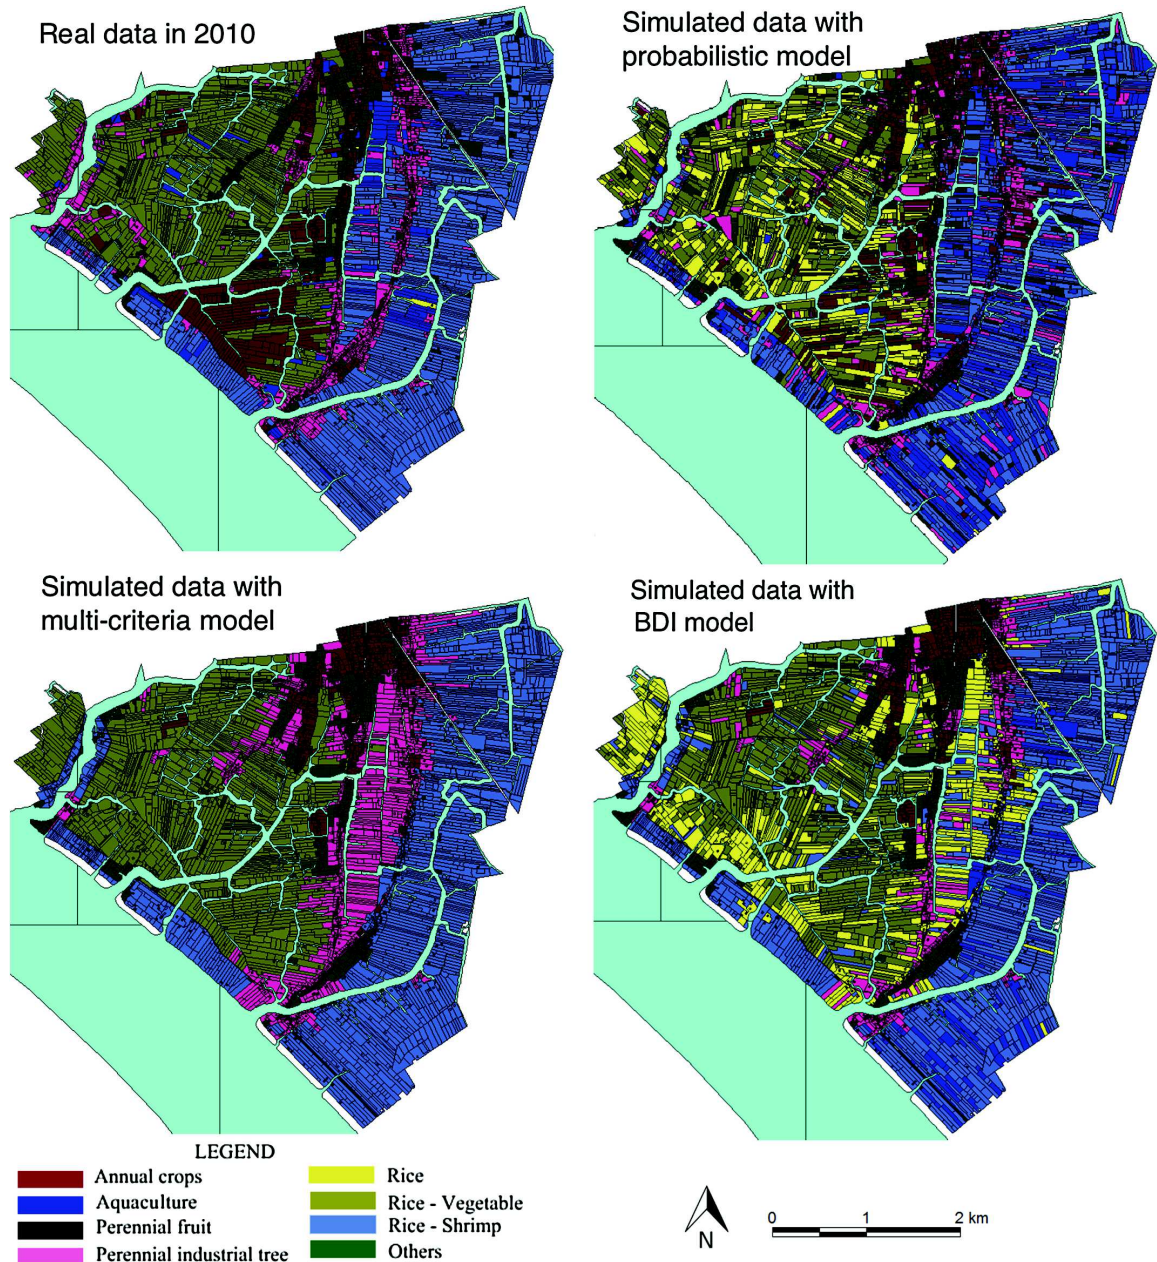 Real data in 2010
Simulated data with
probabilistic model
Simulated data with
multi-criteria model
Simulated data with
BDI model
LEGEND
Annual crops
Aquaculture
Perennial fruit
Perennial industrial tree
Rice
Rice - Vegetable
Rice - Shrimp
Others
N
0 1 2 km